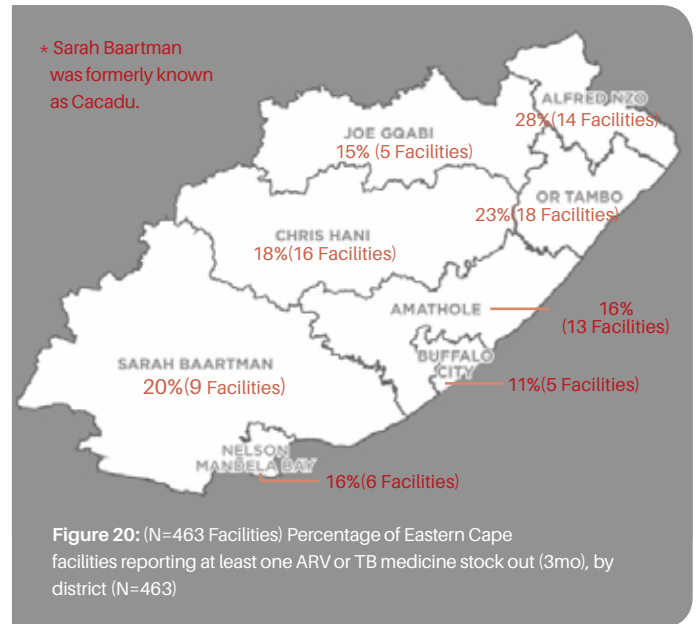 * Sarah Baartman
was formerly known
as Cacadu.
ALFRED NZO
28%(14 Facilities)
JOE GQABI
15% (5 Facilities)
OR TAMBO
23%(18 Facilities)
CHRIS HANI
18%(16 Facilities)
AMATHOLE
16%
(13 Facilities)
BUFFALO
CITY
11%(5 Facilities)
SARAH BAARTMAN
20%(9 Facilities)
NELSON
MANDELA BAY
16%(6 Facilities)
Figure 20: (N=463 Facilities) Percentage of Eastern Cape
facilities reporting at least one ARV or TB medicine stock out (3mo), by
district (N=463)